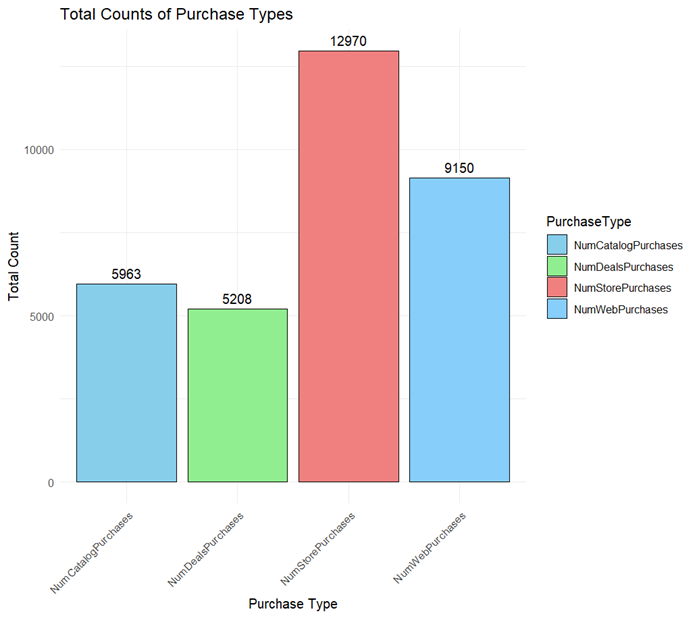 Total Counts of Purchase Types
12970
10000
9150
5963
5208
5000
0
Total Count
NumCatalogPurchases
NumDealsPurchases
NumStorePurchases
NumWebPurchases
Purchase Type
PurchaseType
NumCatalogPurchases
NumDealsPurchases
NumStorePurchases
NumWebPurchases